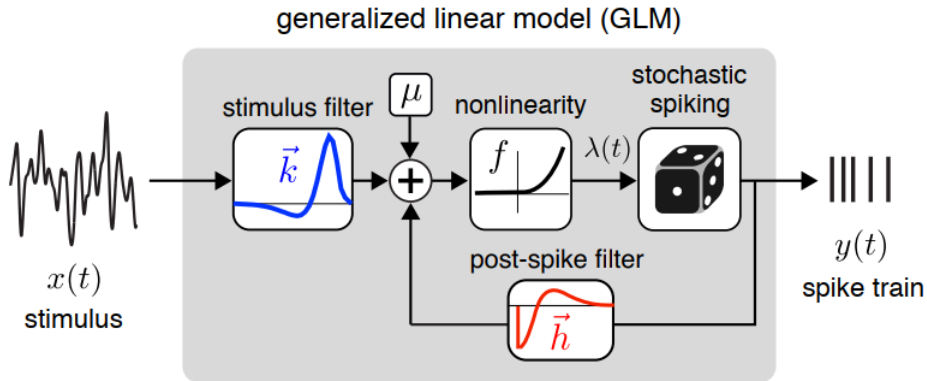 generalized linear model (GLM)
stimulus filter
μ
nonlinearity
stochastic
spiking
k⃗
f
λ(t)
x(t)
stimulus
post-spike filter
h⃗
y(t)
spike train